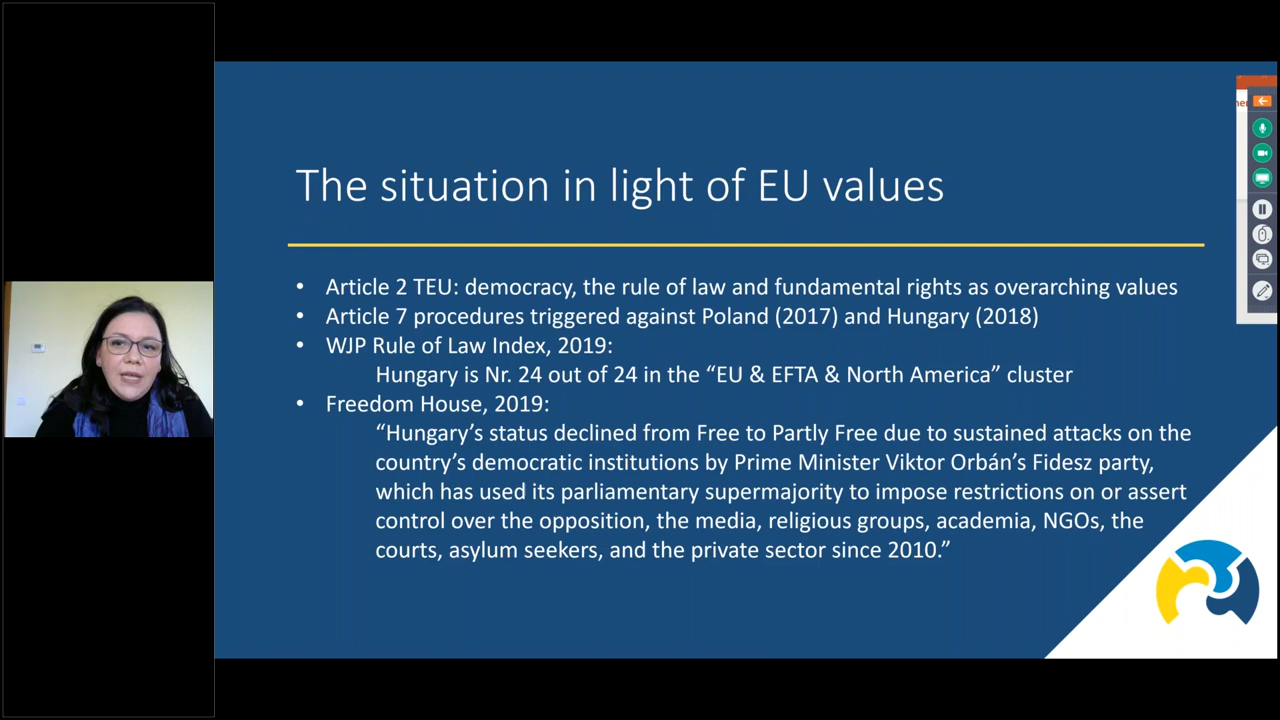 The situation in light of EU values
• Article 2 TEU: democracy, the rule of law and fundamental rights as overarching values
• Article 7 procedures triggered against Poland (2017) and Hungary (2018)
• WJP Rule of Law Index, 2019:
Hungary is Nr. 24 out of 24 in the “EU & EFTA & North America” cluster
• Freedom House, 2019:
“Hungary’s status declined from Free to Partly Free due to sustained attacks on the
country’s democratic institutions by Prime Minister Viktor Orbán’s Fidesz party,
which has used its parliamentary supermajority to impose restrictions on or assert
control over the opposition, the media, religious groups, academia, NGOs, the
courts, asylum seekers, and the private sector since 2010.”